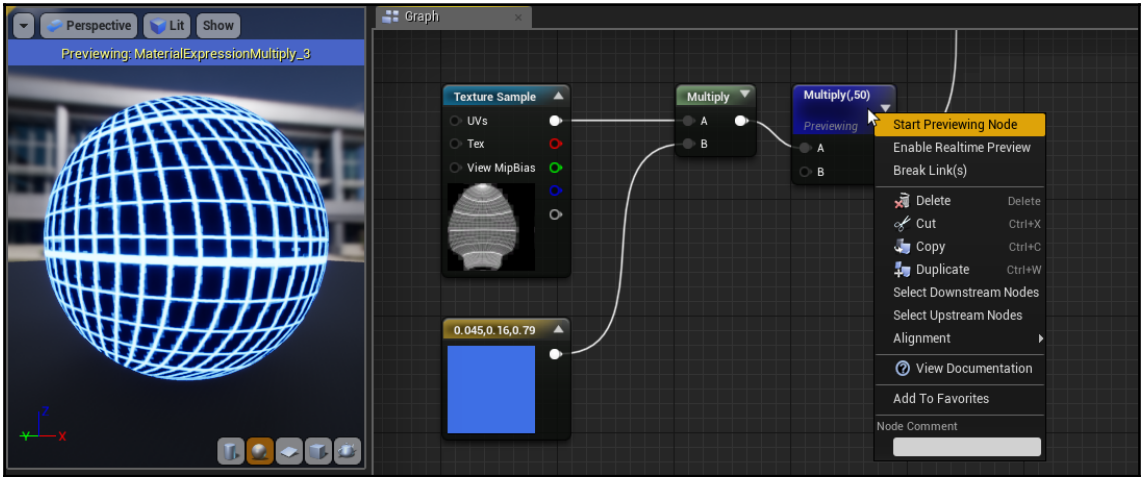 Perspective
Lit
Show
Previewing: MaterialExpressionMultiply_3
Z
Y
X
Graph
×
Texture Sample
UVs
Tex
View MipBias
0.045,0.16,0.79
Multiply
A
B
Multiply(,50)
Previewing
A
B
Start Previewing Node
Enable Realtime Preview
Break Link(s)
Delete Delete
Cut Ctrl+X
Copy Ctrl+C
Duplicate Ctrl+W
Select Downstream Nodes
Select Upstream Nodes
Alignment
View Documentation
Add To Favorites
Node Comment